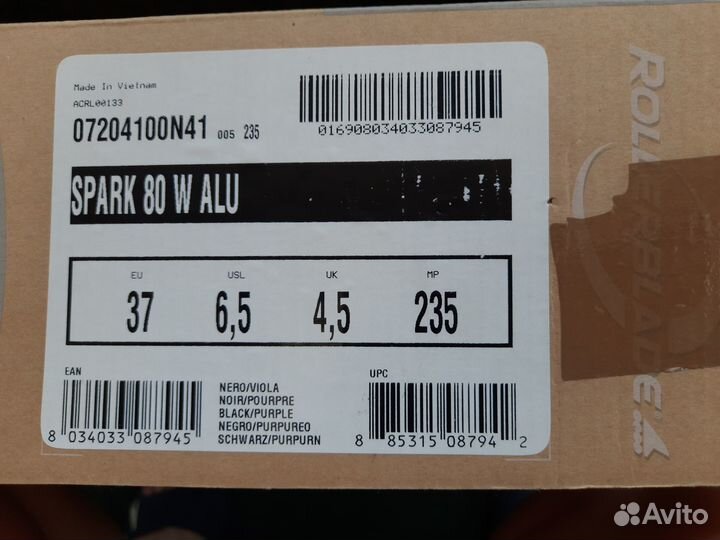 Made In Vietnam
ACRL00133
07204100N41 005 235
016908034033087945
SPARK 80 W ALU
EU USL UK MP
37 6,5 4,5 235
EAN
8 034033 087945
NERO/VIOLA
NOIR/POURPRE
BLACK/PURPLE
NEGRO/PURPUREO
SCHWARZ/PURPURN
UPC
8 85315 08794 2
ROLLERBLADE
Avito